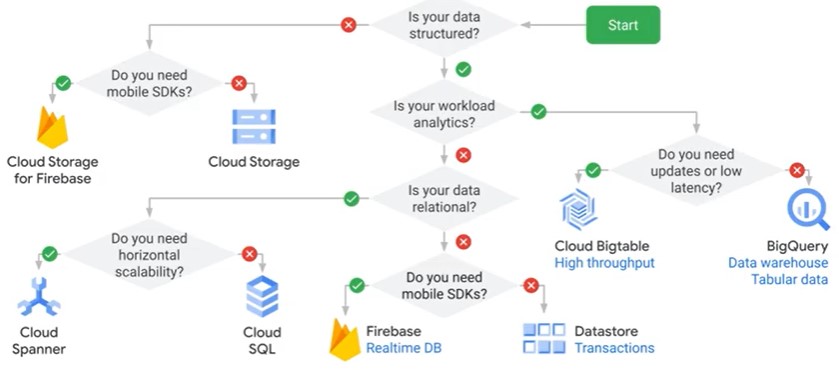 Is your data
structured?
Start
Do you need
mobile SDKs?
Is your workload
analytics?
Cloud Storage
for Firebase
Cloud Storage
Do you need
updates or low
latency?
Is your data
relational?
Do you need
horizontal
scalability?
Cloud Bigtable
High throughput
BigQuery
Data warehouse
Tabular data
Do you need
mobile SDKs?
Cloud
Spanner
Cloud
SQL
Firebase
Realtime DB
Datastore
Transactions